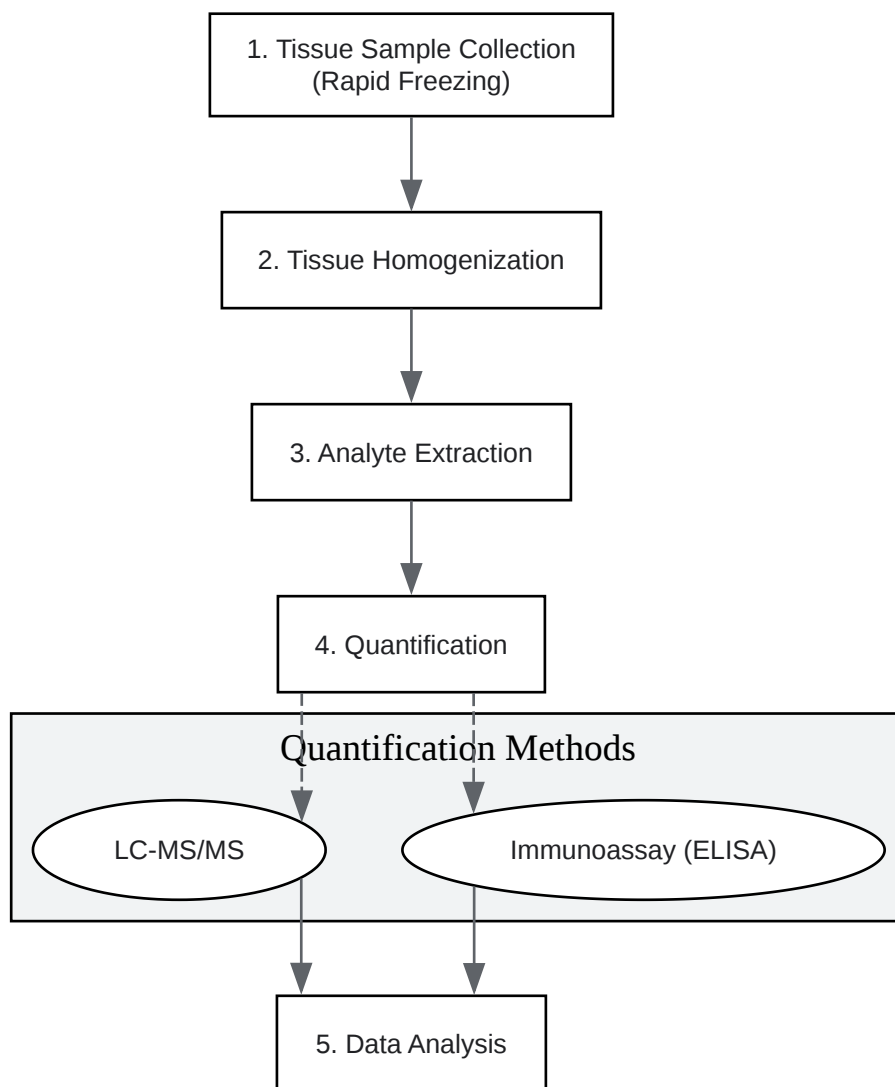 1. Tissue Sample Collection
(Rapid Freezing)
2. Tissue Homogenization
3. Analyte Extraction
4. Quantification
Quantification Methods
LC-MS/MS
Immunoassay (ELISA)
5. Data Analysis